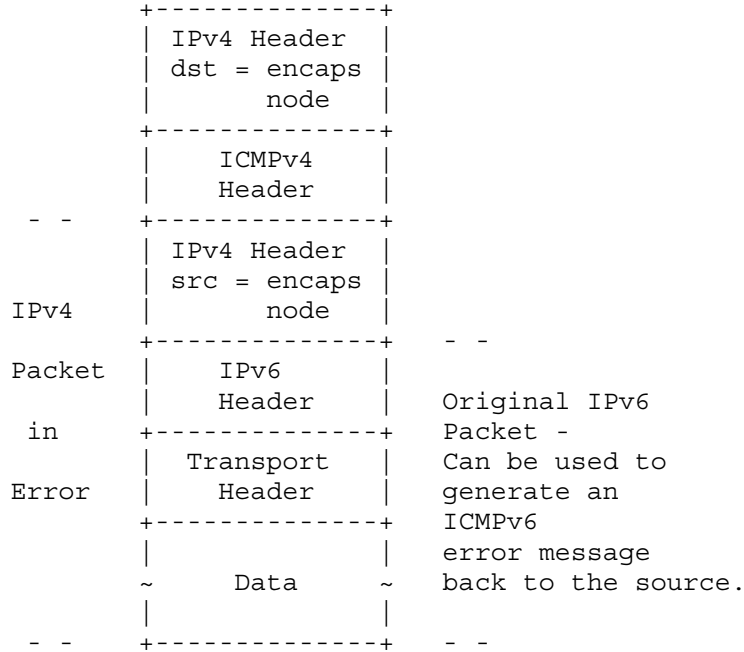 +--------------+
| IPv4 Header  |
| dst = encaps |
|       node   |
+--------------+
|    ICMPv4    |
|    Header    |
- -    +--------------+
| IPv4 Header  |
| src = encaps |
IPv4    |       node   |
+--------------+   - -
Packet  |    IPv6      |
|    Header    |   Original IPv6
in     +--------------+   Packet -
|  Transport   |   Can be used to
Error   |    Header    |   generate an
+--------------+   ICMPv6
|              |   error message
~     Data     ~   back to the source.
|              |
- -    +--------------+   - -